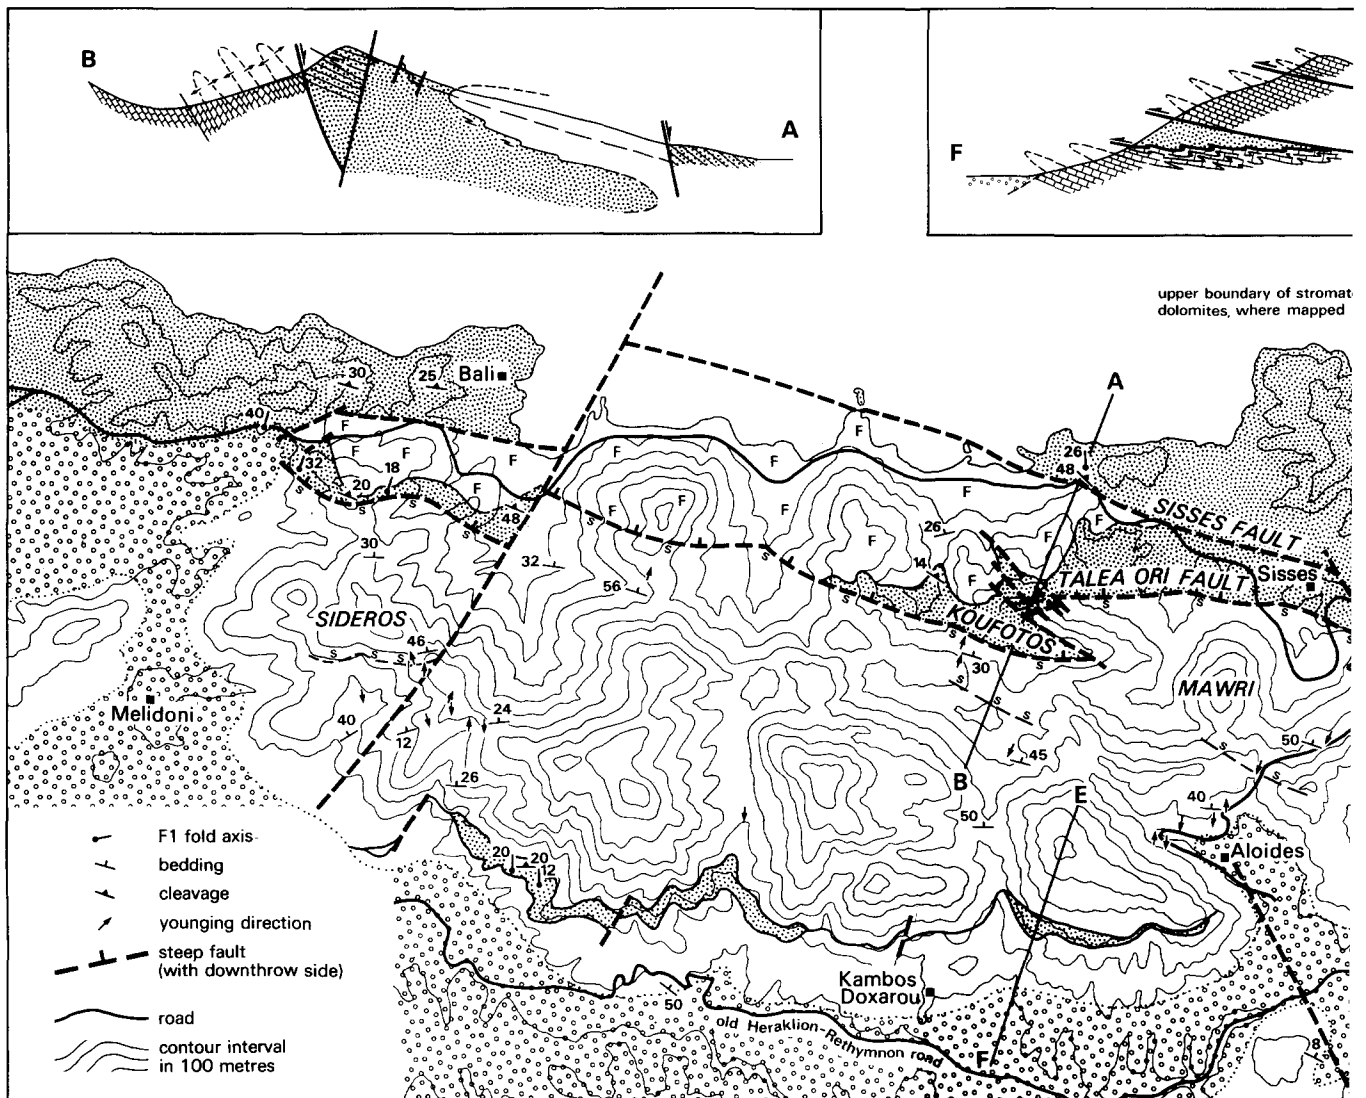 B
A
F
upper boundary of stromat
dolomites, where mapped
30
25
Bali
A
40
F
F
F
F
F
F
F
26
48
32
18
F
F
20
F
S
S
S
48
F
F
F
F
F
SISSES FAULT
30
32
56
26
14
F
TALEA ORI FAULT
Sisses
SIDEROS
KOUFOTOS
46
30
MAWRI
Melidoni
40
12
24
45
50
26
B
E
40
50
F1 fold axis
bedding
cleavage
younging direction
steep fault
(with downthrow side)
road
contour interval
in 100 metres
20
20
12
Aloides
Kambos
Doxarou
50
old Heraklion-Rethymnon road
F
8